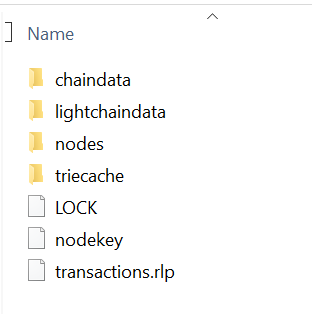 Name
chaindata
lightchaindata
nodes
triecache
LOCK
nodekey
transactions.rlp